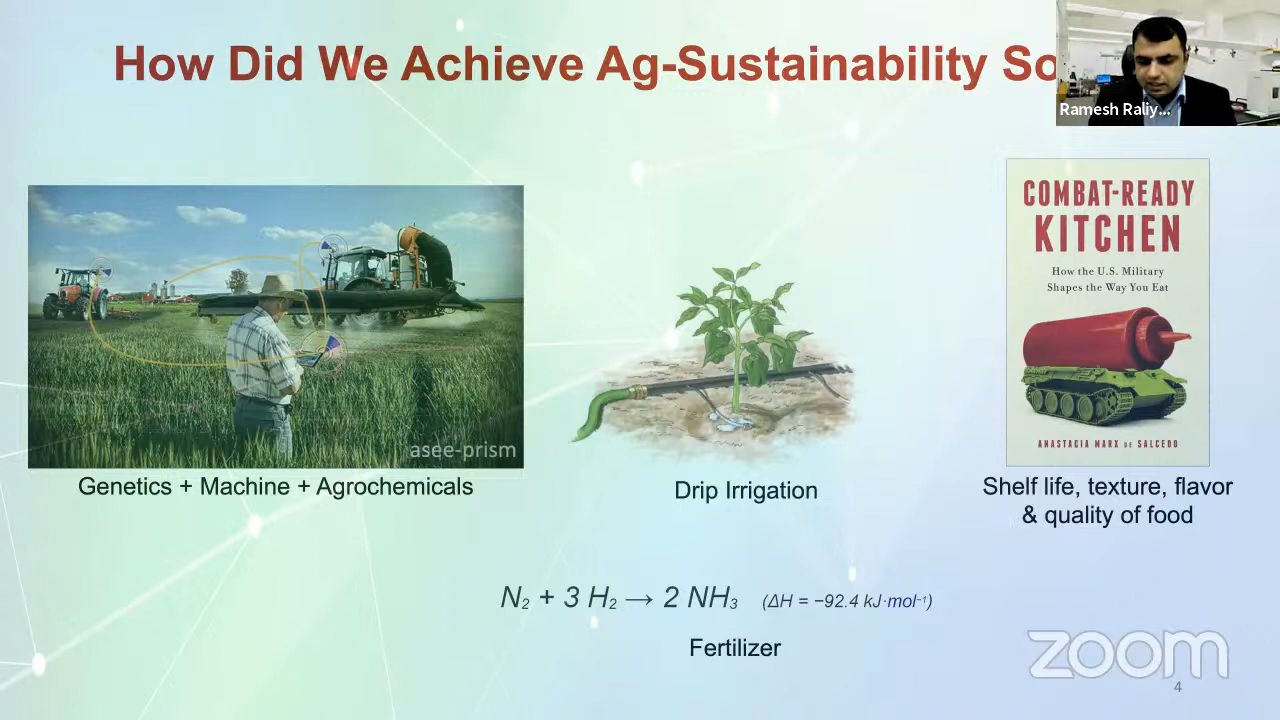 How Did We Achieve Ag-Sustainability So
Ramesh Raliy...
COMBAT-READY
KITCHEN
How the U.S. Military
Shapes the Way You Eat
ANASTACIA MARX DE SALCEDO
asee-prism
Genetics + Machine + Agrochemicals
Drip Irrigation
Shelf life, texture, flavor
& quality of food
N₂ + 3 H₂ → 2 NH₃ (ΔH = −92.4 kJ·mol⁻¹)
Fertilizer
zoom
4